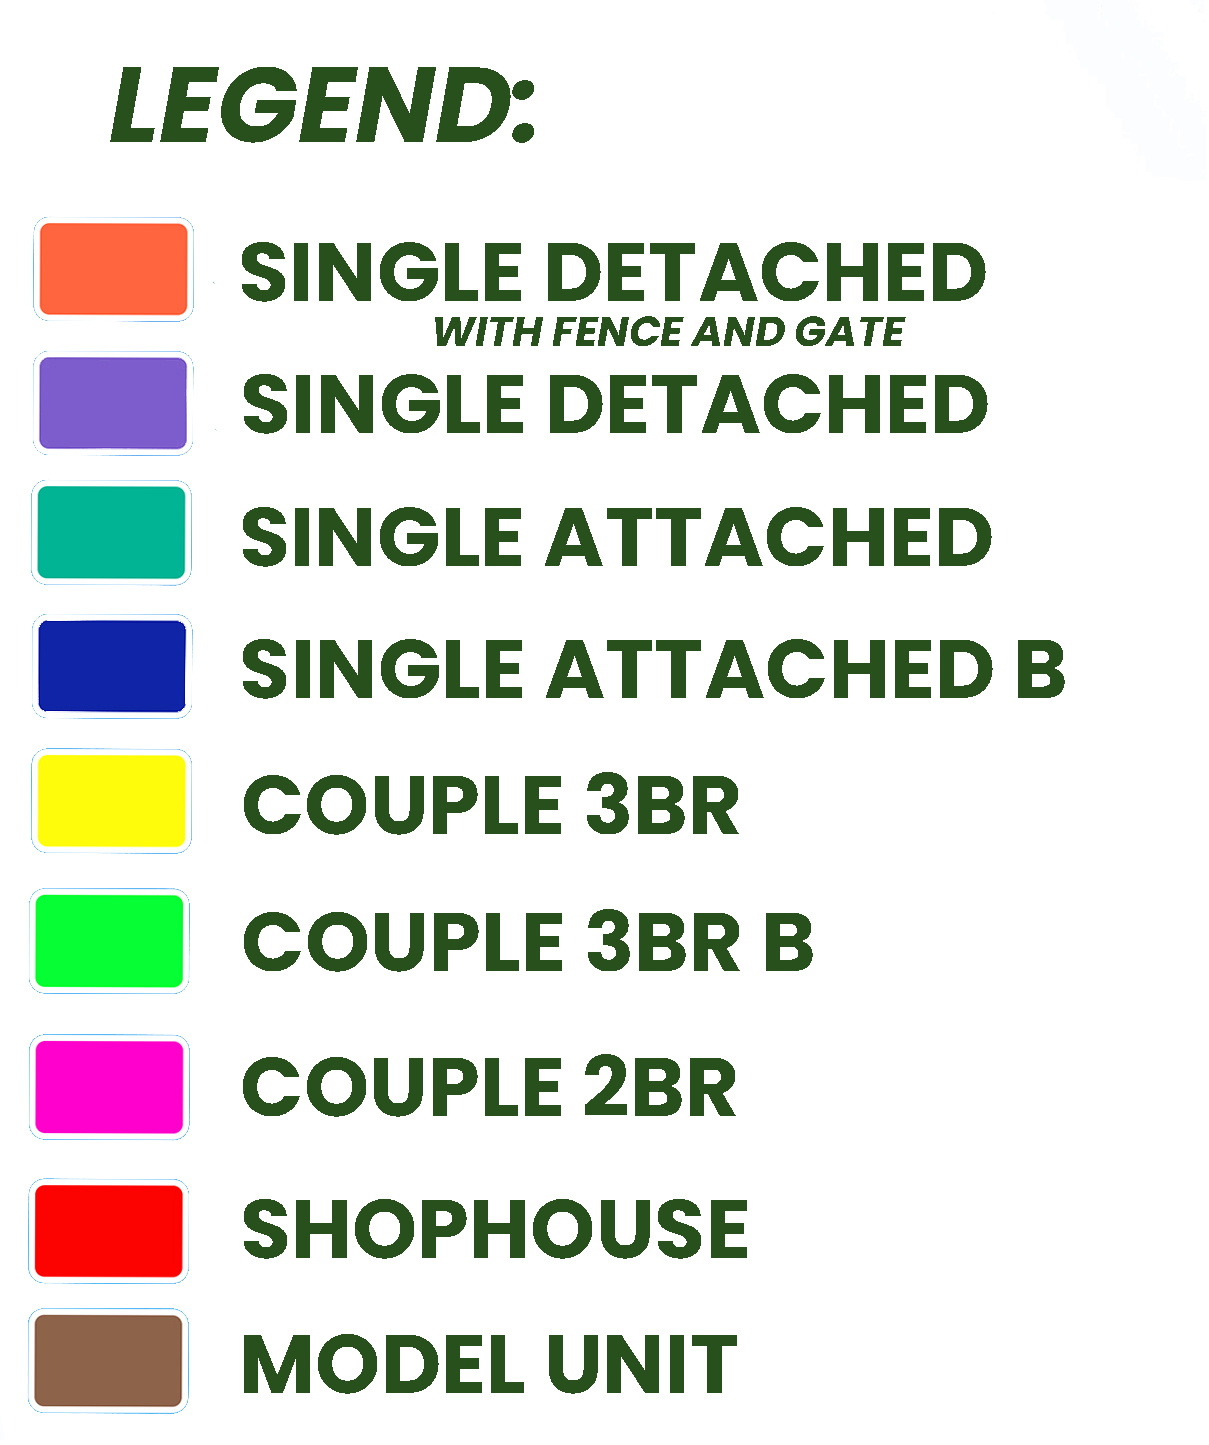 LEGEND:
SINGLE DETACHED
WITH FENCE AND GATE
SINGLE DETACHED
SINGLE ATTACHED
SINGLE ATTACHED B
COUPLE 3BR
COUPLE 3BR B
COUPLE 2BR
SHOPHOUSE
MODEL UNIT